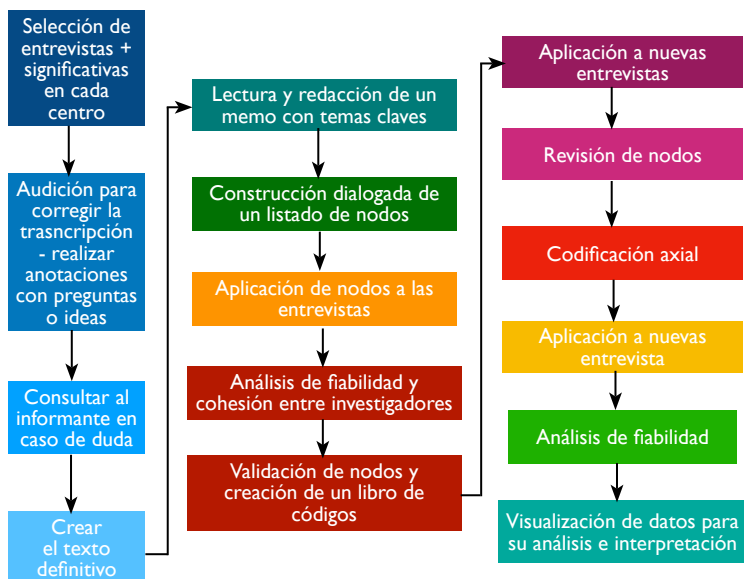 Selección de
entrevistas +
significativas
en cada
centro
Audición para
corregir la
trasncripción
- realizar
anotaciones
con preguntas
o ideas
Consultar al
informante en
caso de duda
Crear
el texto
definitivo
Lectura y redacción de un
memo con temas claves
Construcción dialogada de
un listado de nodos
Aplicación de nodos a las
entrevistas
Análisis de fiabilidad y
cohesión entre investigadores
Validación de nodos y
creación de un libro de
códigos
Aplicación a nuevas
entrevistas
Revisión de nodos
Codificación axial
Aplicación a nuevas
entrevista
Análisis de fiabilidad
Visualización de datos para
su análisis e interpretación